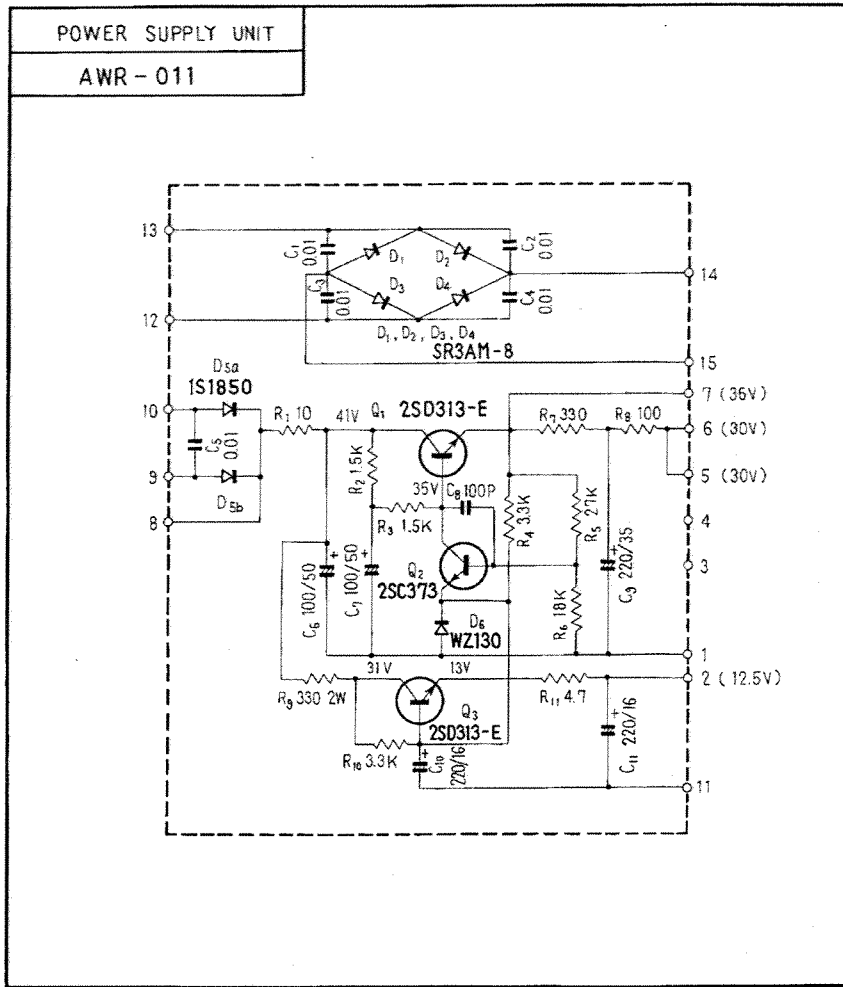 POWER SUPPLY UNIT
AWR-011
13
C1 0.01
D1
D2
C2 0.01
14
C3 0.01
D3
D4
C4 0.01
12
D1, D2, D3, D4
SR3AM-8
15
D5a
1S1850
7 (36V)
10
R1 10
41V
Q1
2SD313-E
R7 330
R8 100
6 (30V)
C5 0.01
R2 1.5K
9
35V
C8 100P
5 (30V)
D5b
R3 1.5K
R4 3.3K
R5 27K
8
4
+
+
+
C6 100/50
C7 100/50
Q2
2SC373
C9 220/35
3
R6 18K
D6
WZ130
1
31V
13V
2 (12.5V)
R9 330 2W
R11 4.7
Q3
2SD313-E
+
C11 220/16
R10 3.3K
+
C10 220/16
11